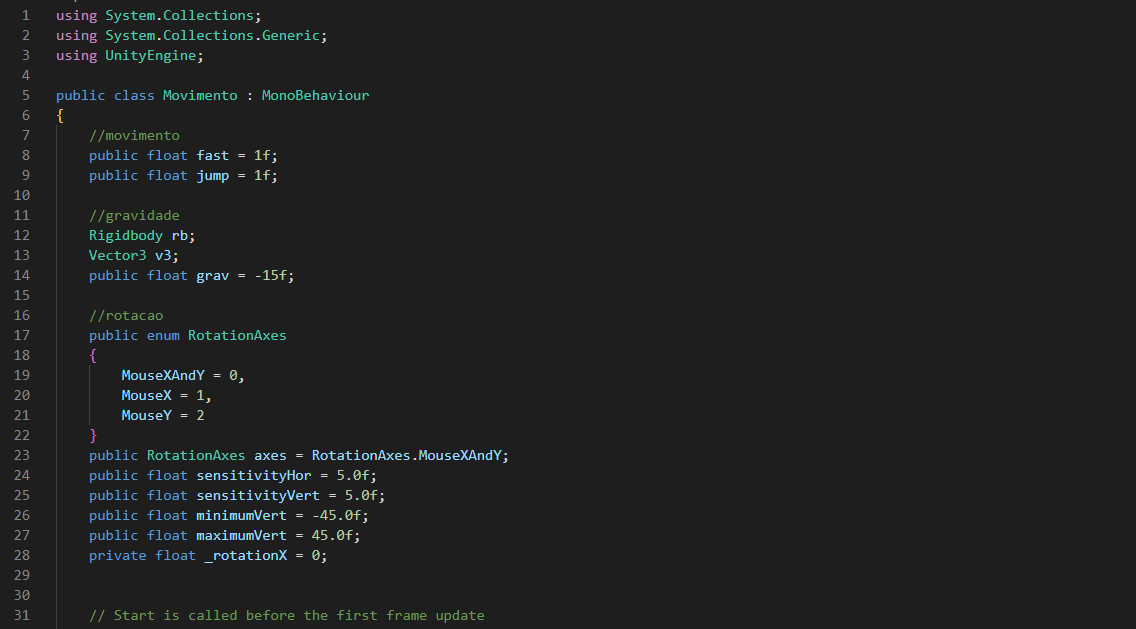 1 using System.Collections;
2 using System.Collections.Generic;
3 using UnityEngine;
4
5 public class Movimento : MonoBehaviour
6 {
7 //movimento
8 public float fast = 1f;
9 public float jump = 1f;
10
11 //gravidade
12 Rigidbody rb;
13 Vector3 v3;
14 public float grav = -15f;
15
16 //rotacao
17 public enum RotationAxes
18 {
19 MouseXAndY = 0,
20 MouseX = 1,
21 MouseY = 2
22 }
23 public RotationAxes axes = RotationAxes.MouseXAndY;
24 public float sensitivityHor = 5.0f;
25 public float sensitivityVert = 5.0f;
26 public float minimumVert = -45.0f;
27 public float maximumVert = 45.0f;
28 private float _rotationX = 0;
29
30
31 // Start is called before the first frame update